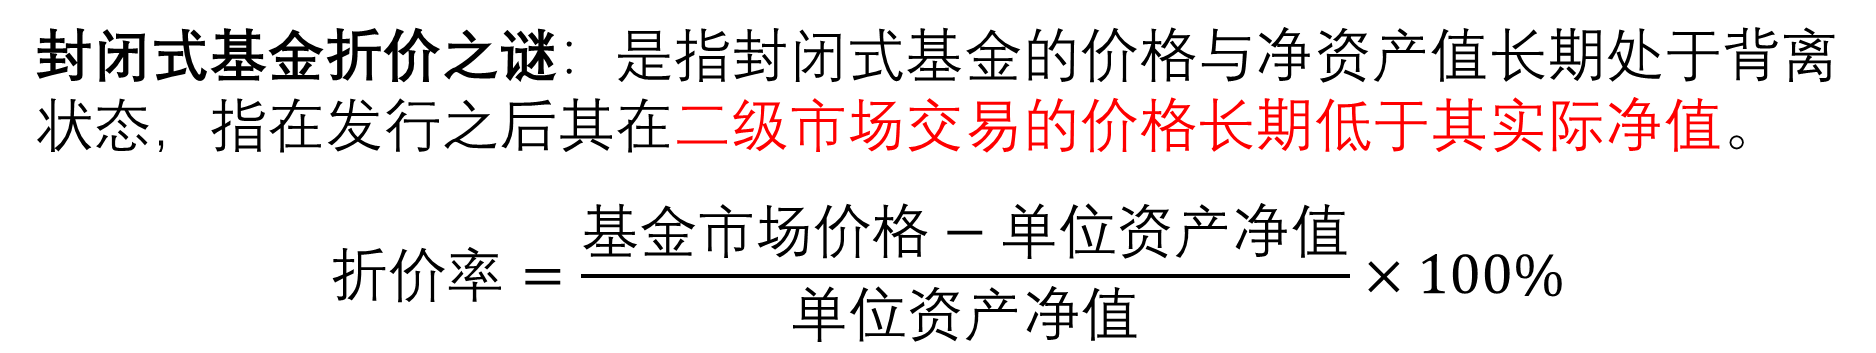 封闭式基金折价之谜：是指封闭式基金的价格与净资产值长期处于背离
状态，指在发行之后其在二级市场交易的价格长期低于其实际净值。
折价率 = (基金市场价格 − 单位资产净值) / 单位资产净值 × 100%